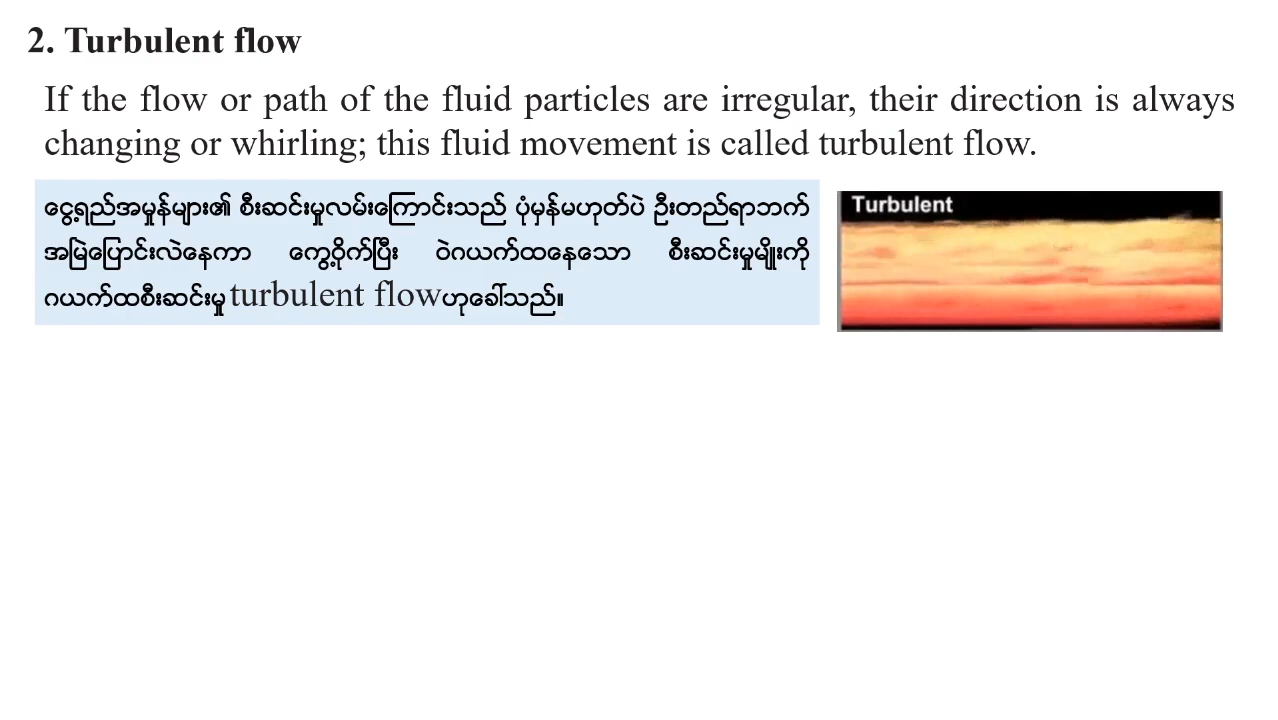 2. Turbulent flow
If the flow or path of the fluid particles are irregular, their direction is always
changing or whirling; this fluid movement is called turbulent flow.
ငွေ့ရည်အမှုန်များ၏ စီးဆင်းမှုလမ်းကြောင်းသည် ပုံမှန်မဟုတ်ပဲ ဦးတည်ရာဘက်
အမြဲပြောင်းလဲနေကာ ကွေ့ဝိုက်ပြီး ဝဲဂယက်ထနေသော စီးဆင်းမှုမျိုးကို
ဂယက်ထစီးဆင်းမှု turbulent flowဟုခေါ်သည်။
Turbulent